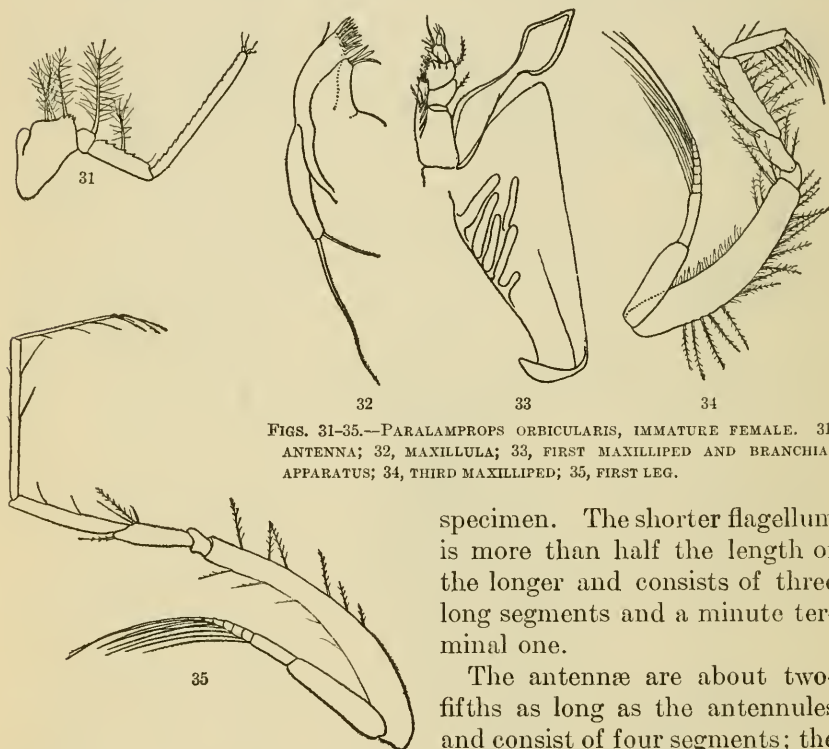 31
32
33
34
FIGS. 31-35.—PARALAMPROPS ORBICULARIS, IMMATURE FEMALE. 31
ANTENNA; 32, MAXILLULA; 33, FIRST MAXILLIPED AND BRANCHIA
APPARATUS; 34, THIRD MAXILLIPED; 35, FIRST LEG.
35
specimen. The shorter flagellum
is more than half the length of
the longer and consists of three
long segments and a minute ter-
minal one.
The antennæ are about two-
fifths as long as the antennules
and consist of four segments; the